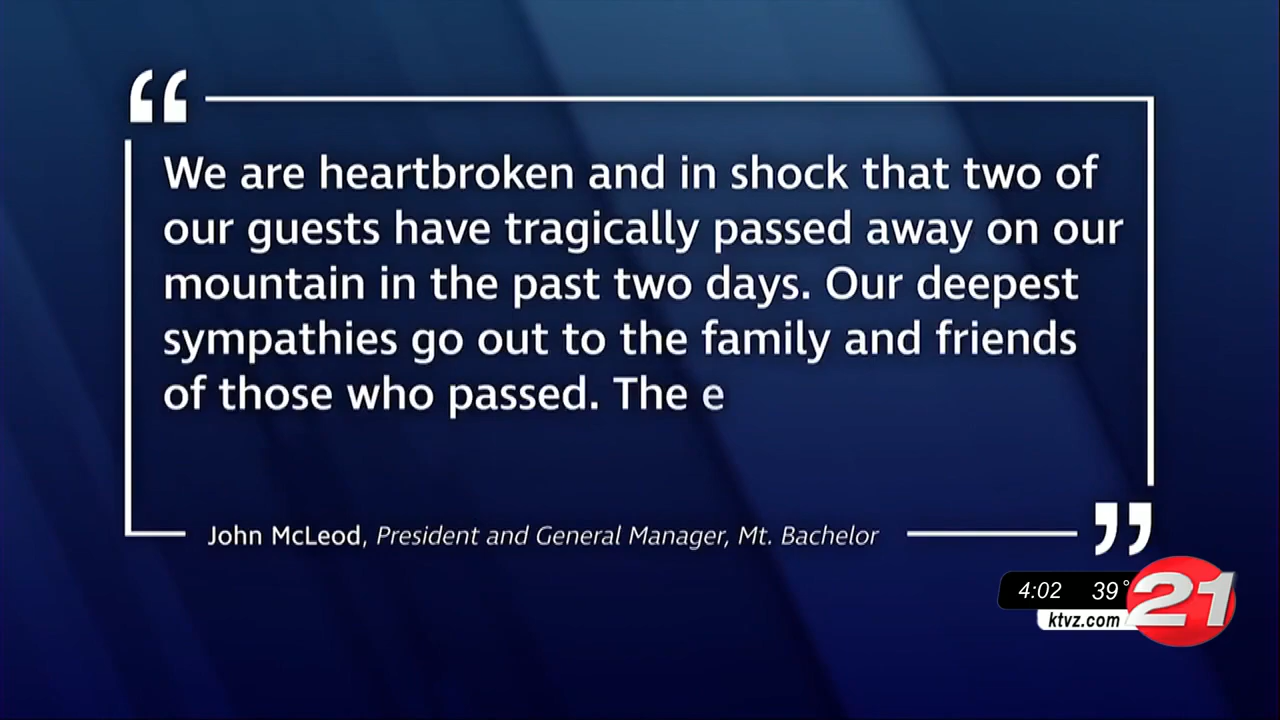 “
We are heartbroken and in shock that two of
our guests have tragically passed away on our
mountain in the past two days. Our deepest
sympathies go out to the family and friends
of those who passed. The e
John McLeod, President and General Manager, Mt. Bachelor
”
4:02 39° 21
ktvz.com